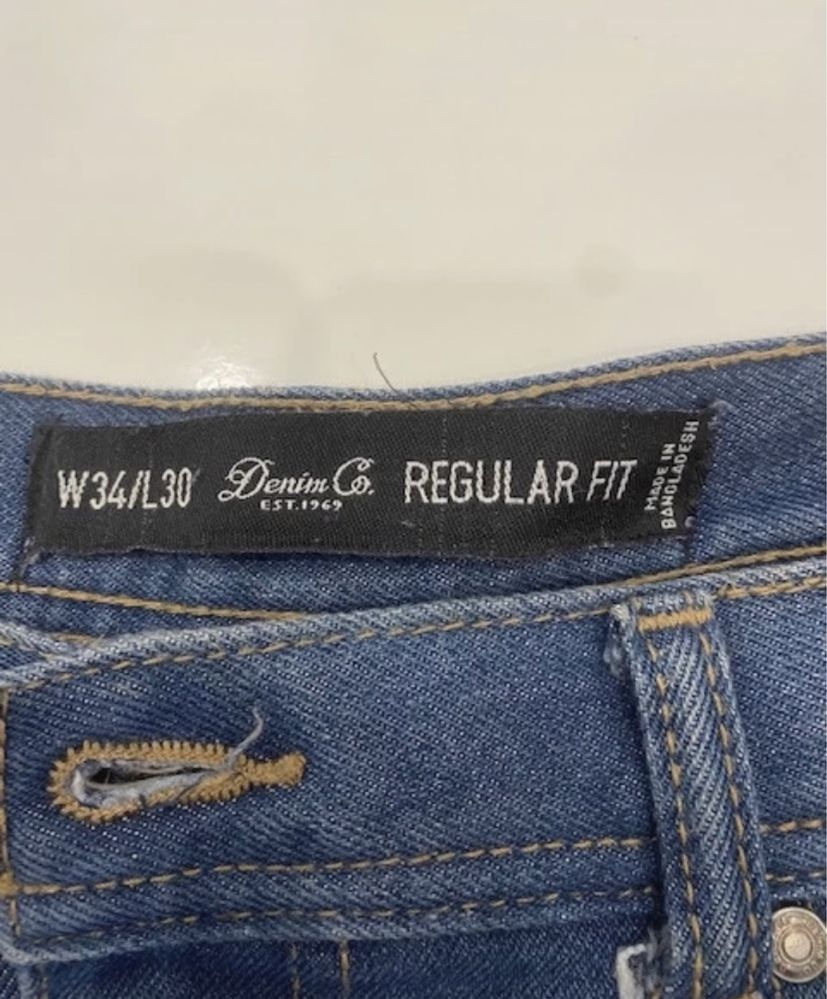 W34/L30 Denim Co. REGULAR FIT
EST.1969
MADE IN
BANGLADESH